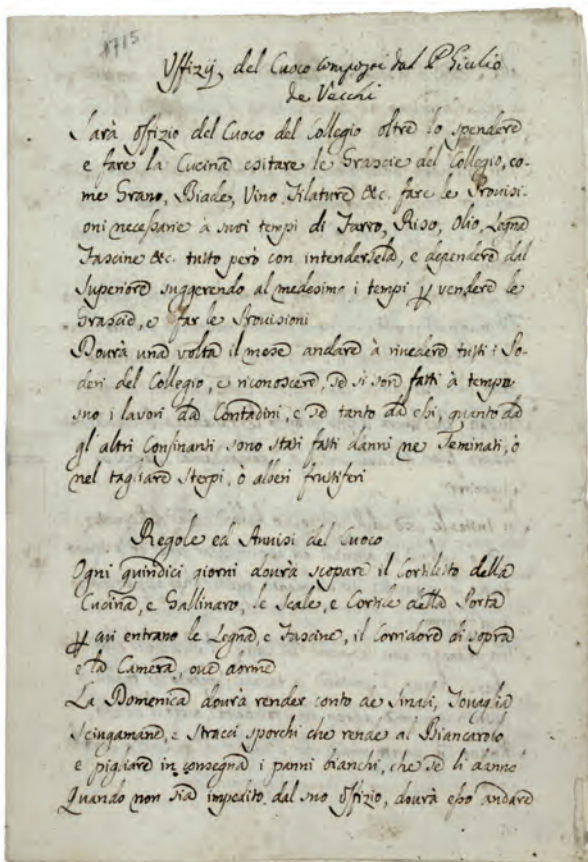 1715
Uffizij del Cuoco composti dal P Giulio
de Vecchi
Sarà offizio del Cuoco del Collegio oltre lo spendere
e fare la Cucina esitare le Grascie del Collegio, co-
me Grano, Biade, Vino Filature &c. fare le Provisi-
oni necessarie à suoi tempi di Farro, Riso, Olio, Legna
Fascine &c. tutto però con intendersela, e dependere dal
Superiore suggerendo al medesimo i tempi p vendere le
Grascie, e far le Provisioni
Dovrà una volta il mese andare à rivedere tutti i Po-
deri del Collegio, e riconoscere, se si son fatti à tempo
suo i lavori da Contadini, e se tanto da essi, quanto da
gl'altri Confinanti sono stati fatti danni ne Seminati, ò
nel tagliare sterpi, ò alberi fruttiferi
Regole ed Avvisi del Cuoco
Ogni quindici giorni dovrà scopare il Cortiletto della
Cucina, e Gallinaro, le Scale, e Cortile della Porta
p qui entrano le Legna, e Fascine, il Corridore di sopra
e la Camera, ove dorme
La Domenica dovrà render conto de Sinali, Tovaglie
Sciugamane, e stracci sporchi che rende al Biancarolo
e pigliare in consegna i panni bianchi, che se li danno
Quando non sia impedito dal suo Offizio, dovrà esso andare